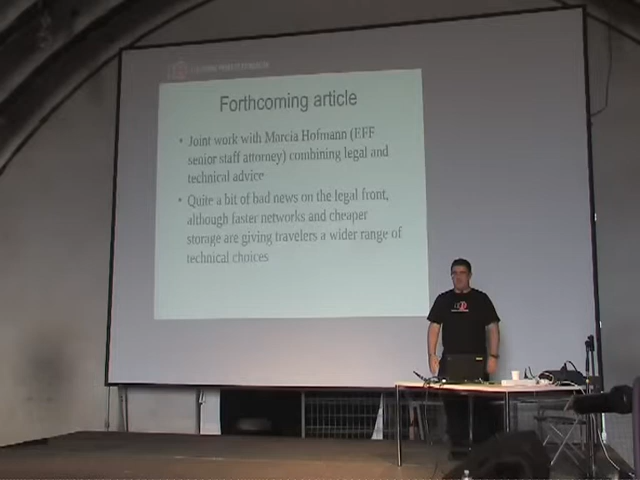 Forthcoming article
• Joint work with Marcia Hofmann (EFF
senior staff attorney) combining legal and
technical advice
• Quite a bit of bad news on the legal front,
although faster networks and cheaper
storage are giving travelers a wider range of
technical choices